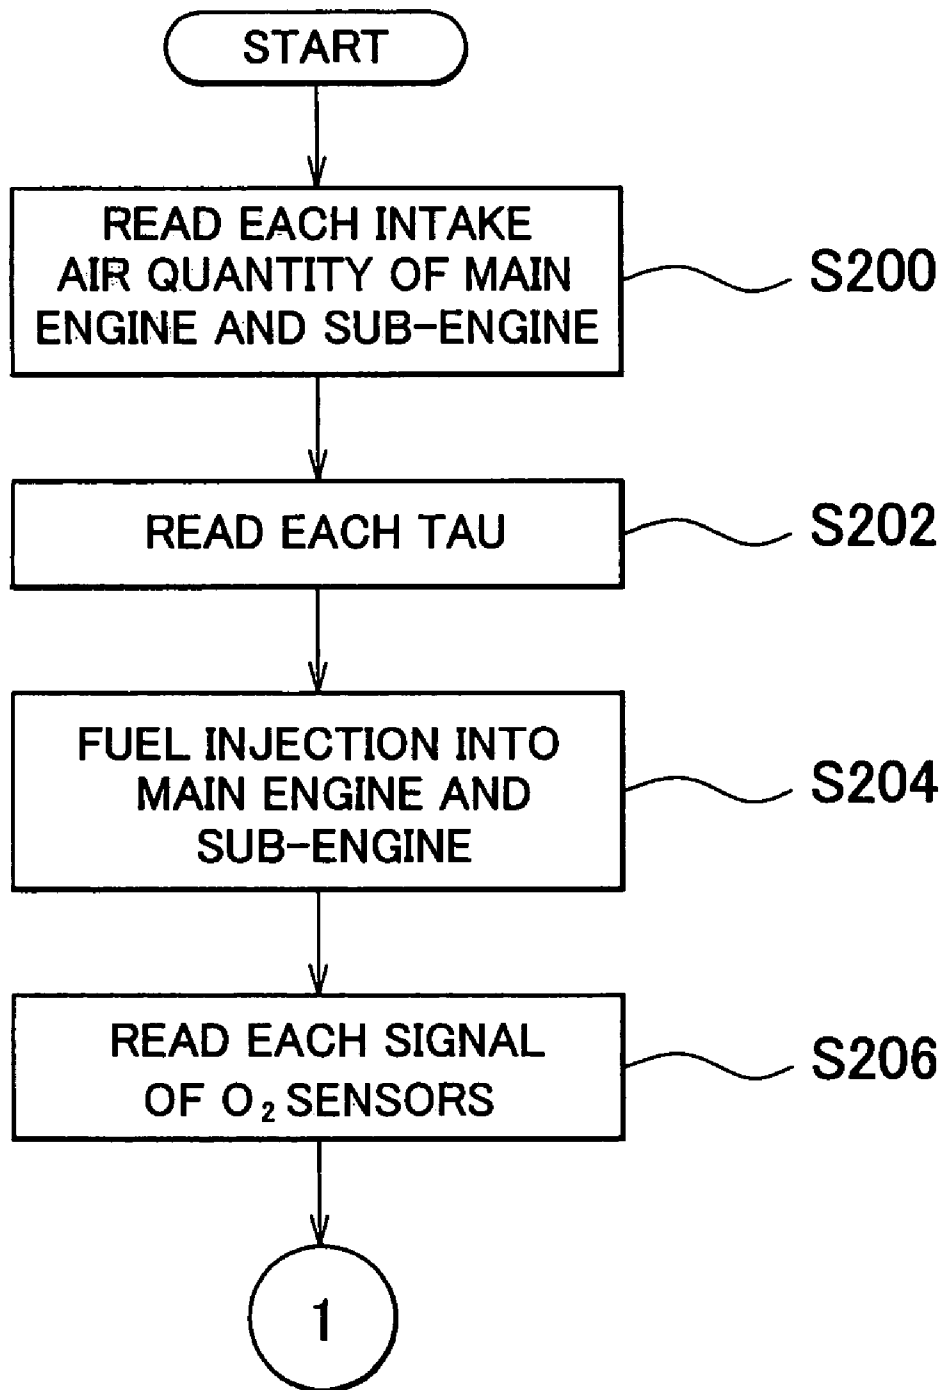 START
READ EACH INTAKE
AIR QUANTITY OF MAIN
ENGINE AND SUB-ENGINE
S200
READ EACH TAU
S202
FUEL INJECTION INTO
MAIN ENGINE AND
SUB-ENGINE
S204
READ EACH SIGNAL
OF O₂ SENSORS
S206
1